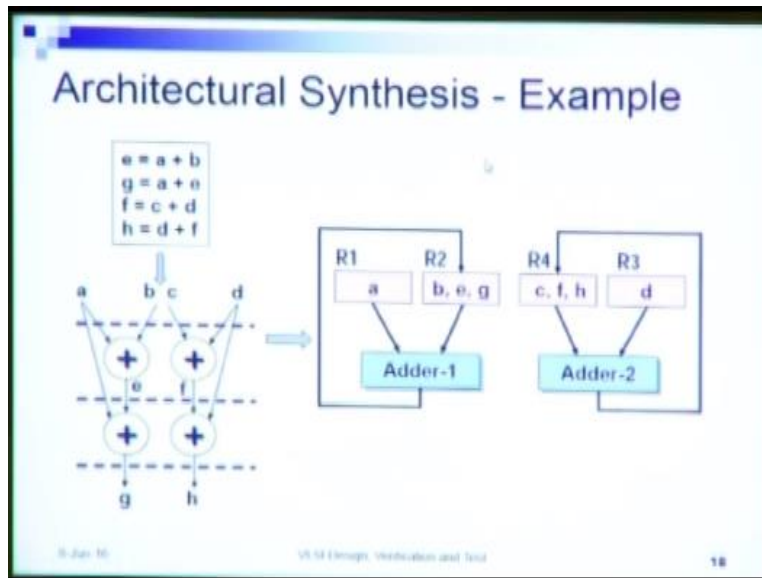 Architectural Synthesis - Example
e = a + b
g = a + e
f = c + d
h = d + f
a b c d
+ +
e f
+ +
g h
R1 R2 R4 R3
a b, e, g c, f, h d
Adder-1 Adder-2
VLSI Design, Verification and Test
18